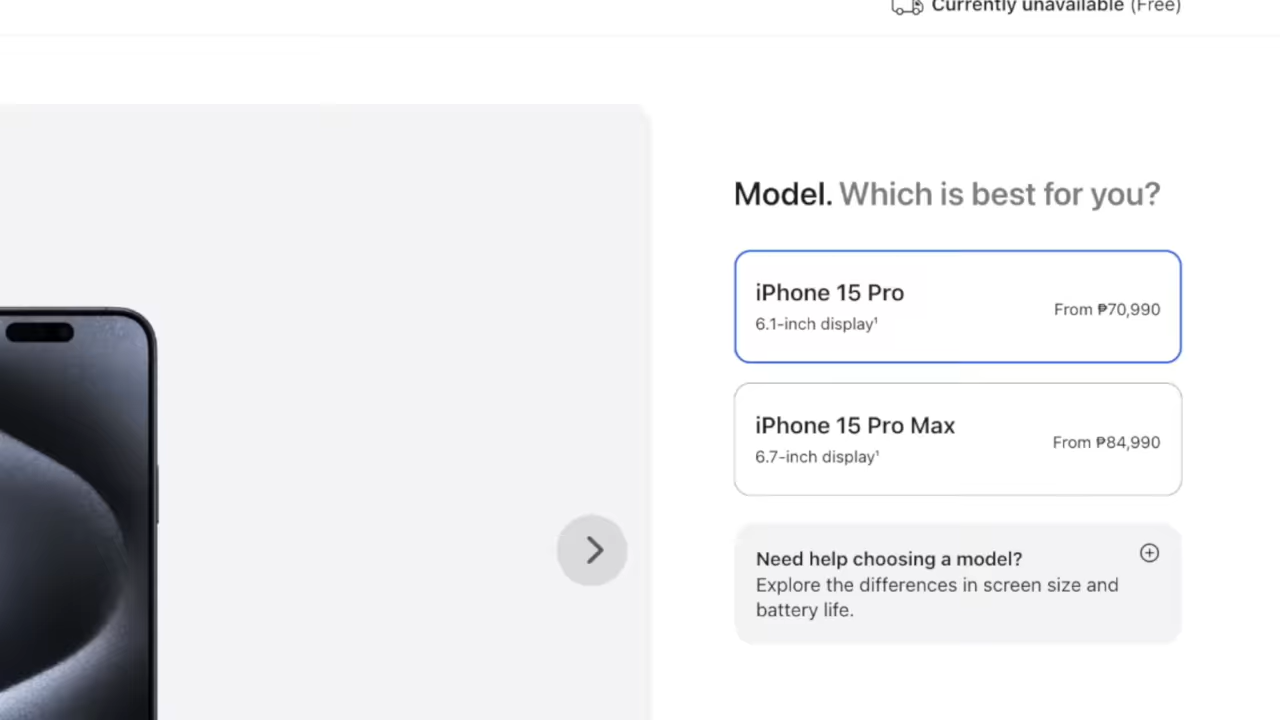 Currently unavailable (Free)
Model. Which is best for you?
iPhone 15 Pro
6.1-inch display¹
From ₱70,990
iPhone 15 Pro Max
6.7-inch display¹
From ₱84,990
Need help choosing a model?
Explore the differences in screen size and
battery life.